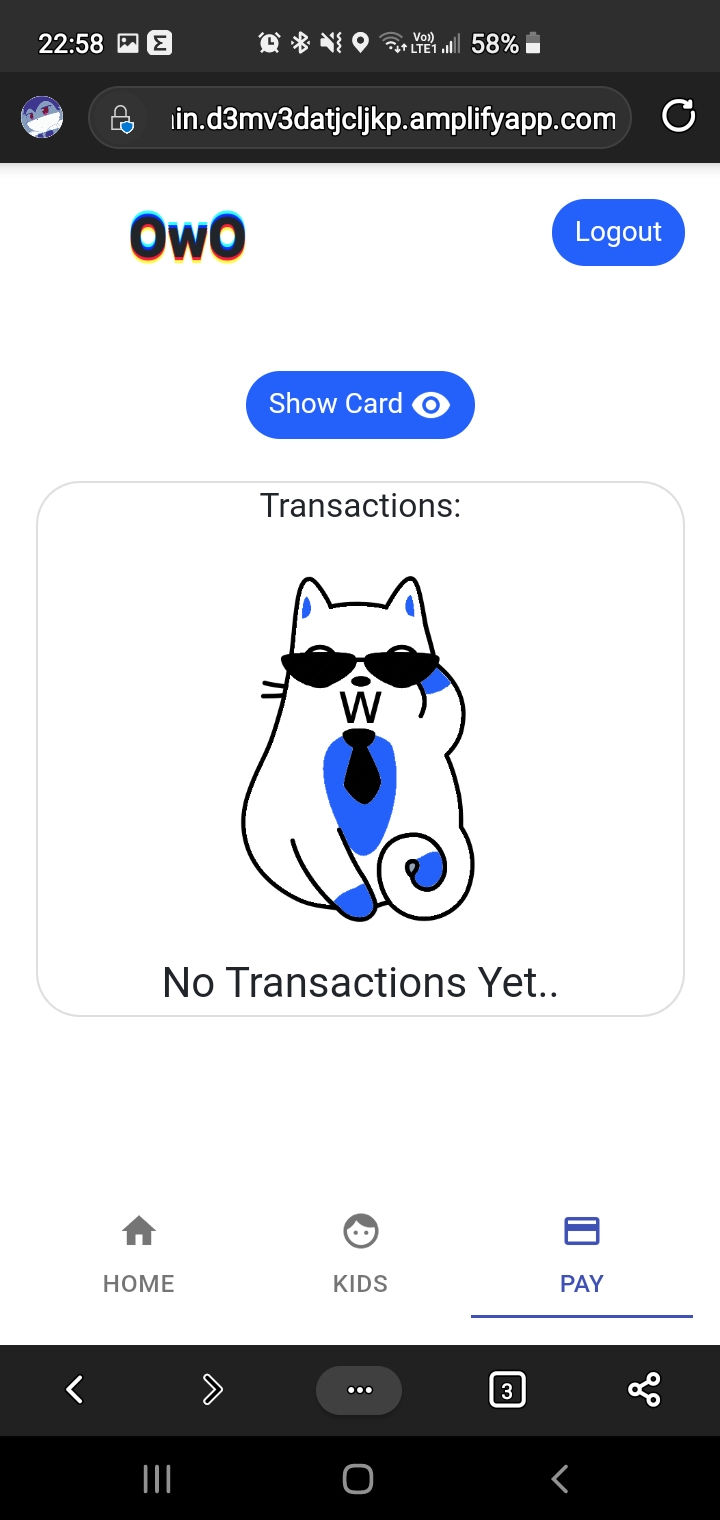 22:58
Vo))
LTE1
58%
in.d3mv3datjcljkp.amplifyapp.com
OwO
Logout
Show Card
Transactions:
W
No Transactions Yet..
HOME
KIDS
PAY
3